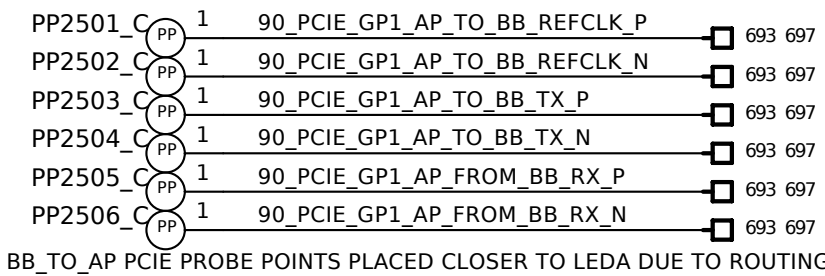 PP2501_C PP 1 90_PCIE_GP1_AP_TO_BB_REFCLK_P 693 697
PP2502_C PP 1 90_PCIE_GP1_AP_TO_BB_REFCLK_N 693 697
PP2503_C PP 1 90_PCIE_GP1_AP_TO_BB_TX_P 693 697
PP2504_C PP 1 90_PCIE_GP1_AP_TO_BB_TX_N 693 697
PP2505_C PP 1 90_PCIE_GP1_AP_FROM_BB_RX_P 693 697
PP2506_C PP 1 90_PCIE_GP1_AP_FROM_BB_RX_N 693 697
BB_TO_AP PCIE PROBE POINTS PLACED CLOSER TO LEDA DUE TO ROUTING